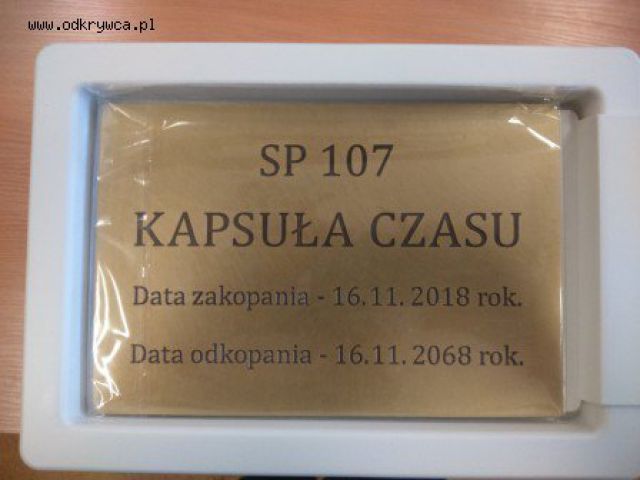 www.odkrywca.pl
SP 107
KAPSUŁA CZASU
Data zakopania - 16.11. 2018 rok.
Data odkopania - 16.11. 2068 rok.